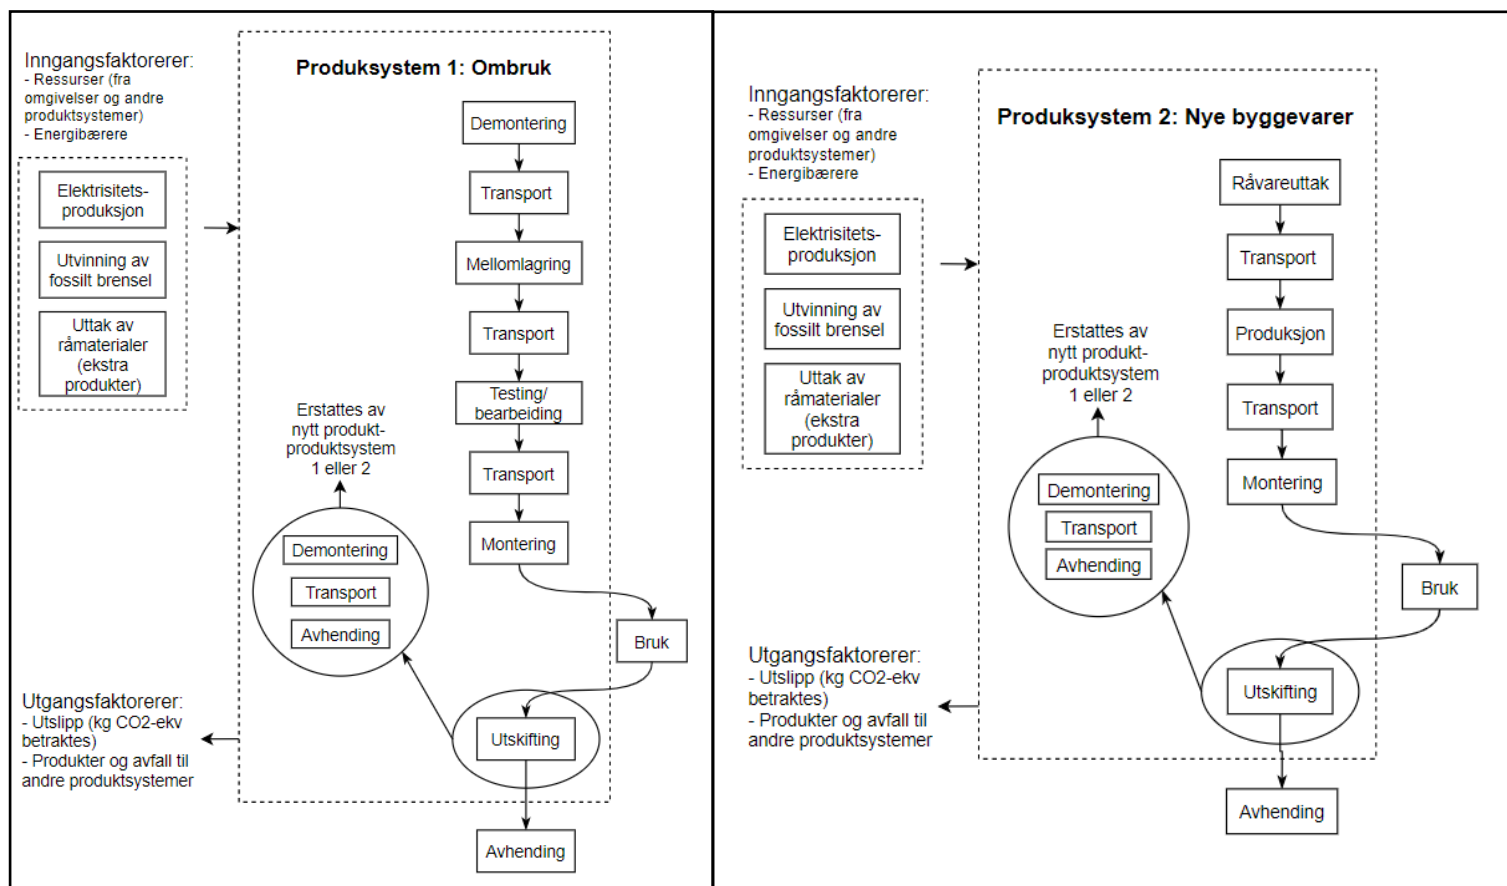 Inngangsfaktorerer:
- Ressurser (fra
omgivelser og andre
produktsystemer)
- Energibærere
Elektrisitets-
produksjon
Utvinning av
fossilt brensel
Uttak av
råmaterialer
(ekstra
produkter)
Produksystem 1: Ombruk
Demontering
Transport
Mellomlagring
Transport
Testing/
bearbeiding
Transport
Montering
Bruk
Utskifting
Avhending
Erstattes av
nytt produkt-
produktsystem
1 eller 2
Demontering
Transport
Avhending
Utgangsfaktorerer:
- Utslipp (kg CO2-ekv
betraktes)
- Produkter og avfall til
andre produktsystemer
Inngangsfaktorerer:
- Ressurser (fra
omgivelser og andre
produktsystemer)
- Energibærere
Elektrisitets-
produksjon
Utvinning av
fossilt brensel
Uttak av
råmaterialer
(ekstra
produkter)
Produksystem 2: Nye byggevarer
Råvareuttak
Transport
Produksjon
Transport
Montering
Bruk
Utskifting
Avhending
Erstattes av
nytt produkt-
produktsystem
1 eller 2
Demontering
Transport
Avhending
Utgangsfaktorerer:
- Utslipp (kg CO2-ekv
betraktes)
- Produkter og avfall til
andre produktsystemer